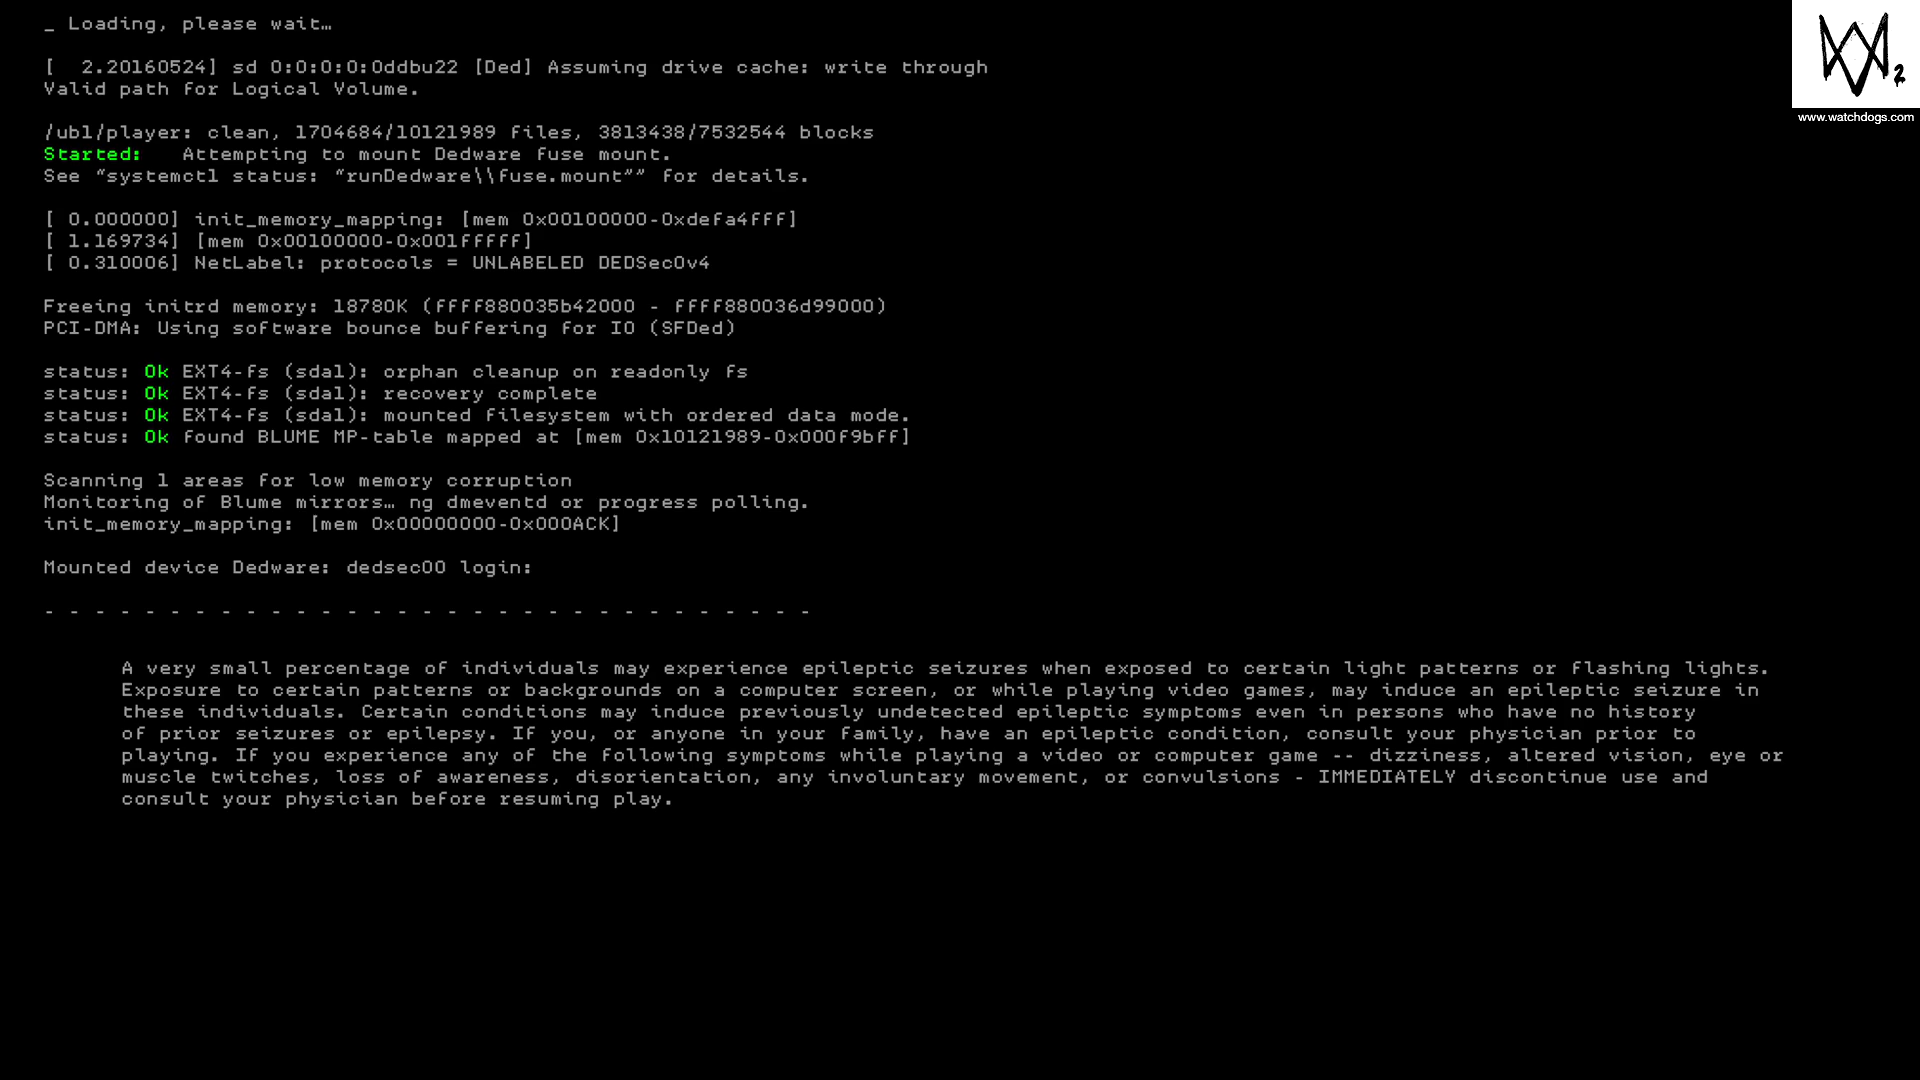 _ Loading, please wait…
[  2.20160524] sd 0:0:0:0:0ddbu22 [Ded] Assuming drive cache: write through
Valid path for Logical Volume.
/ubl/player: clean, 1704684/10121989 files, 3813438/7532544 blocks
Started:   Attempting to mount Dedware fuse mount.
See “systemctl status: “runDedware\\fuse.mount”” for details.
[ 0.000000] init_memory_mapping: [mem 0x00100000-0xdefa4fff]
[ 1.169734] [mem 0x00100000-0x001fffff]
[ 0.310006] NetLabel: protocols = UNLABELED DEDSec0v4
Freeing initrd memory: 18780K (ffff880035b42000 - ffff880036d99000)
PCI-DMA: Using software bounce buffering for IO (SFDed)
status: Ok EXT4-fs (sdal): orphan cleanup on readonly fs
status: Ok EXT4-fs (sdal): recovery complete
status: Ok EXT4-fs (sdal): mounted filesystem with ordered data mode.
status: Ok found BLUME MP-table mapped at [mem 0x10121989-0x000f9bff]
Scanning 1 areas for low memory corruption
Monitoring of Blume mirrors… ng dmeventd or progress polling.
init_memory_mapping: [mem 0x00000000-0x000ACK]
Mounted device Dedware: dedsec00 login:
- - - - - - - - - - - - - - - - - - - - - - - - - - - - - - -
A very small percentage of individuals may experience epileptic seizures when exposed to certain light patterns or flashing lights.
Exposure to certain patterns or backgrounds on a computer screen, or while playing video games, may induce an epileptic seizure in
these individuals. Certain conditions may induce previously undetected epileptic symptoms even in persons who have no history
of prior seizures or epilepsy. If you, or anyone in your family, have an epileptic condition, consult your physician prior to
playing. If you experience any of the following symptoms while playing a video or computer game -- dizziness, altered vision, eye or
muscle twitches, loss of awareness, disorientation, any involuntary movement, or convulsions - IMMEDIATELY discontinue use and
consult your physician before resuming play.
2
www.watchdogs.com